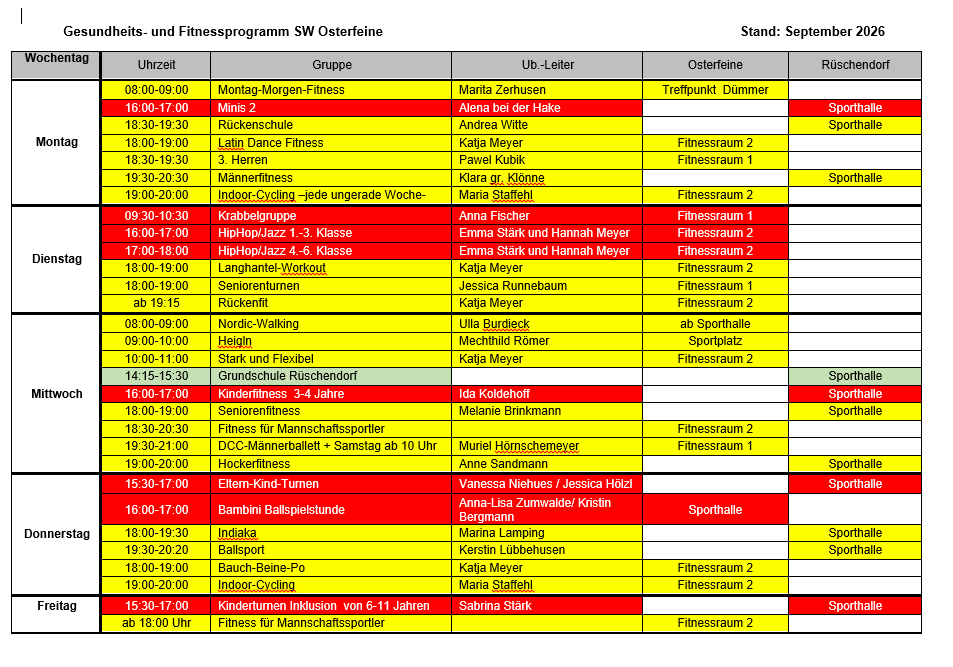 Gesundheits- und Fitnessprogramm SW Osterfeine Stand: September 2026
Wochentag Uhrzeit Gruppe Ub.-Leiter Osterfeine Rüschendorf
Montag
08:00-09:00 Montag-Morgen-Fitness Marita Zerhusen Treffpunkt Dümmer
16:00-17:00 Minis 2 Alena bei der Hake Sporthalle
18:30-19:30 Rückenschule Andrea Witte Sporthalle
18:00-19:00 Latin Dance Fitness Katja Meyer Fitnessraum 2
18:30-19:30 3. Herren Pawel Kubik Fitnessraum 1
19:30-20:30 Männerfitness Klara gr. Klönne Sporthalle
19:00-20:00 Indoor-Cycling –jede ungerade Woche- Maria Staffehl Fitnessraum 2
Dienstag
09:30-10:30 Krabbelgruppe Anna Fischer Fitnessraum 1
16:00-17:00 HipHop/Jazz 1.-3. Klasse Emma Stärk und Hannah Meyer Fitnessraum 2
17:00-18:00 HipHop/Jazz 4.-6. Klasse Emma Stärk und Hannah Meyer Fitnessraum 2
18:00-19:00 Langhantel-Workout Katja Meyer Fitnessraum 2
18:00-19:00 Seniorenturnen Jessica Runnebaum Fitnessraum 1
ab 19:15 Rückenfit Katja Meyer Fitnessraum 2
Mittwoch
08:00-09:00 Nordic-Walking Ulla Burdieck ab Sporthalle
09:00-10:00 Heigln Mechthild Römer Sportplatz
10:00-11:00 Stark und Flexibel Katja Meyer Fitnessraum 2
14:15-15:30 Grundschule Rüschendorf Sporthalle
16:00-17:00 Kinderfitness 3-4 Jahre Ida Koldehoff Sporthalle
18:00-19:00 Seniorenfitness Melanie Brinkmann Sporthalle
18:30-20:30 Fitness für Mannschaftssportler Fitnessraum 2
19:30-21:00 DCC-Männerballett + Samstag ab 10 Uhr Muriel Hörnschemeyer Fitnessraum 1
19:00-20:00 Hockerfitness Anne Sandmann Sporthalle
Donnerstag
15:30-17:00 Eltern-Kind-Turnen Vanessa Niehues / Jessica Hölzl Sporthalle
16:00-17:00 Bambini Ballspielstunde Anna-Lisa Zumwalde/ Kristin
Bergmann Sporthalle
18:00-19:30 Indiaka Marina Lamping Sporthalle
19:30-20:20 Ballsport Kerstin Lübbehusen Sporthalle
18:00-19:00 Bauch-Beine-Po Katja Meyer Fitnessraum 2
19:00-20:00 Indoor-Cycling Maria Staffehl Fitnessraum 2
Freitag
15:30-17:00 Kinderturnen Inklusion von 6-11 Jahren Sabrina Stärk Sporthalle
ab 18:00 Uhr Fitness für Mannschaftssportler Fitnessraum 2